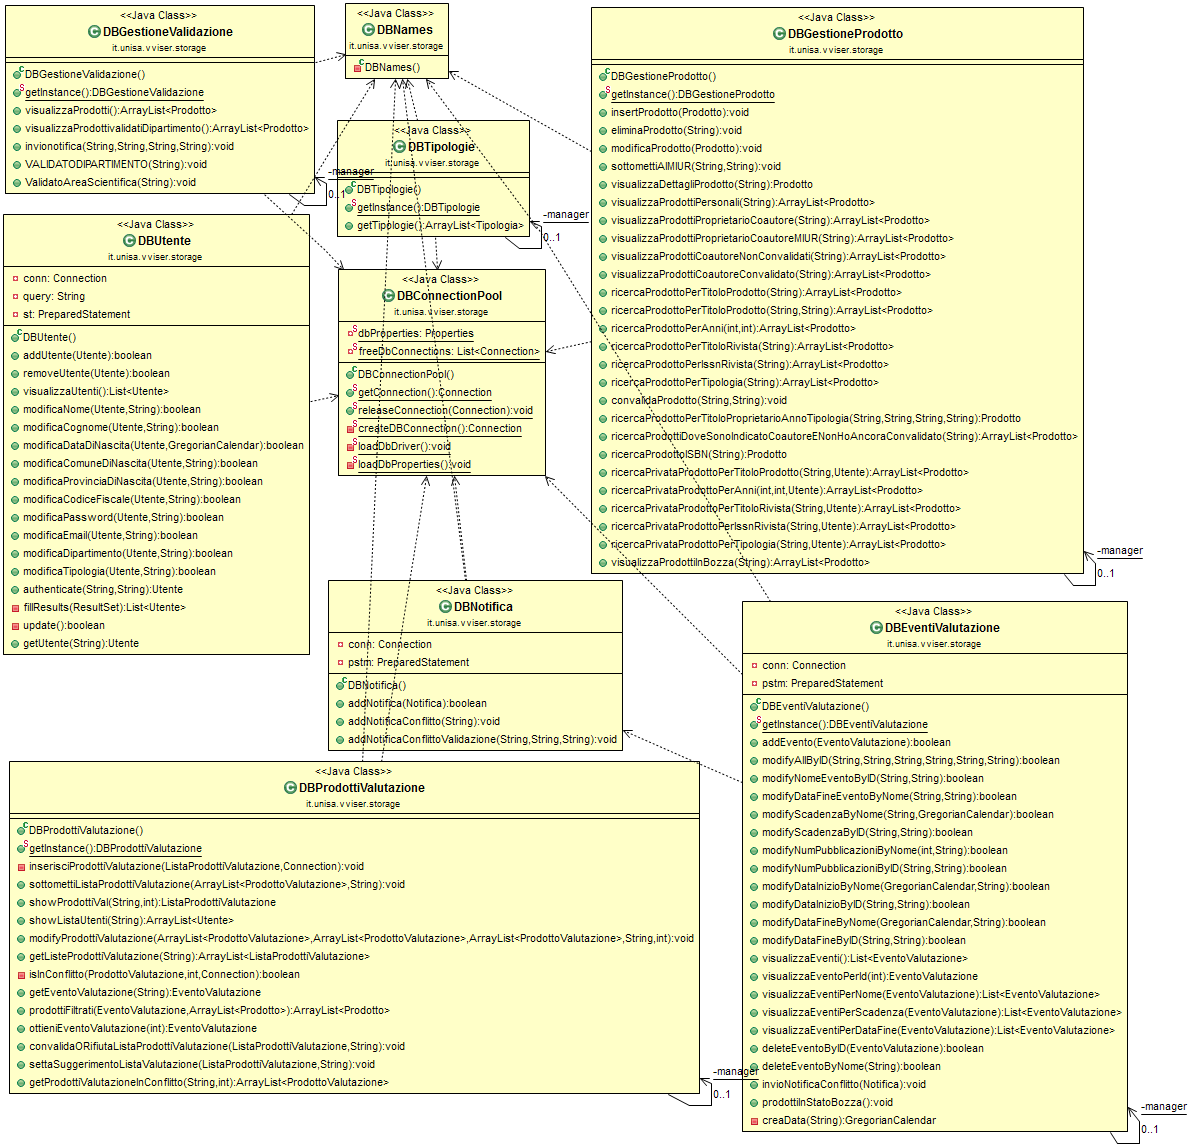 <<Java Class>>
DBGestioneValidazione
it.unisa.vviser.storage
DBGestioneValidazione()
getInstance():DBGestioneValidazione
visualizzaProdotti():ArrayList<Prodotto>
visualizzaProdottivalidatiDipartimento():ArrayList<Prodotto>
invionotifica(String,String,String,String):void
VALIDATODIPARTIMENTO(String):void
ValidatoAreaScientifica(String):void
-manager
0..1
<<Java Class>>
DBNames
it.unisa.vviser.storage
DBNames()
<<Java Class>>
DBTipologie
it.unisa.vviser.storage
DBTipologie()
getInstance():DBTipologie
getTipologie():ArrayList<Tipologia>
-manager
0..1
<<Java Class>>
DBGestioneProdotto
it.unisa.vviser.storage
DBGestioneProdotto()
getInstance():DBGestioneProdotto
insertProdotto(Prodotto):void
eliminaProdotto(String):void
modificaProdotto(Prodotto):void
sottomettiAlMIUR(String,String):void
visualizzaDettagliProdotto(String):Prodotto
visualizzaProdottiPersonali(String):ArrayList<Prodotto>
visualizzaProdottiProprietarioCoautore(String):ArrayList<Prodotto>
visualizzaProdottiProprietarioCoautoreMIUR(String):ArrayList<Prodotto>
visualizzaProdottiCoautoreNonConvalidati(String):ArrayList<Prodotto>
visualizzaProdottiCoautoreConvalidato(String):ArrayList<Prodotto>
ricercaProdottoPerTitoloProdotto(String):ArrayList<Prodotto>
ricercaProdottoPerTitoloProdotto(String,String):ArrayList<Prodotto>
ricercaProdottoPerAnni(int,int):ArrayList<Prodotto>
ricercaProdottoPerTitoloRivista(String):ArrayList<Prodotto>
ricercaProdottoPerIssnRivista(String):ArrayList<Prodotto>
ricercaProdottoPerTipologia(String):ArrayList<Prodotto>
convalidaProdotto(String,String):void
ricercaProdottoPerTitoloProprietarioAnnoTipologia(String,String,String,String):Prodotto
ricercaProdottiDoveSonoIndicatoCoautoreENonHoAncoraConvalidato(String):ArrayList<Prodotto>
ricercaProdottoISBN(String):Prodotto
ricercaPrivataProdottoPerTitoloProdotto(String,Utente):ArrayList<Prodotto>
ricercaPrivataProdottoPerAnni(int,int,Utente):ArrayList<Prodotto>
ricercaPrivataProdottoPerTitoloRivista(String,Utente):ArrayList<Prodotto>
ricercaPrivataProdottoPerIssnRivista(String,Utente):ArrayList<Prodotto>
ricercaPrivataProdottoPerTipologia(String,Utente):ArrayList<Prodotto>
visualizzaProdottiInBozza(String):ArrayList<Prodotto>
-manager
0..1
<<Java Class>>
DBUtente
it.unisa.vviser.storage
conn: Connection
query: String
st: PreparedStatement
DBUtente()
addUtente(Utente):boolean
removeUtente(Utente):boolean
visualizzaUtenti():List<Utente>
modificaNome(Utente,String):boolean
modificaCognome(Utente,String):boolean
modificaDataDiNascita(Utente,GregorianCalendar):boolean
modificaComuneDiNascita(Utente,String):boolean
modificaProvinciaDiNascita(Utente,String):boolean
modificaCodiceFiscale(Utente,String):boolean
modificaPassword(Utente,String):boolean
modificaEmail(Utente,String):boolean
modificaDipartimento(Utente,String):boolean
modificaTipologia(Utente,String):boolean
authenticate(String,String):Utente
fillResults(ResultSet):List<Utente>
update():boolean
getUtente(String):Utente
<<Java Class>>
DBConnectionPool
it.unisa.vviser.storage
dbProperties: Properties
freeDbConnections: List<Connection>
DBConnectionPool()
getConnection():Connection
releaseConnection(Connection):void
createDBConnection():Connection
loadDbDriver():void
loadDbProperties():void
<<Java Class>>
DBNotifica
it.unisa.vviser.storage
conn: Connection
pstm: PreparedStatement
DBNotifica()
addNotifica(Notifica):boolean
addNotificaConflitto(String):void
addNotificaConflittoValidazione(String,String,String):void
<<Java Class>>
DBEventiValutazione
it.unisa.vviser.storage
conn: Connection
pstm: PreparedStatement
DBEventiValutazione()
getInstance():DBEventiValutazione
addEvento(EventoValutazione):boolean
modifyAllByID(String,String,String,String,String,String):boolean
modifyNomeEventoByID(String,String):boolean
modifyDataFineEventoByNome(String,String):boolean
modifyScadenzaByNome(String,GregorianCalendar):boolean
modifyScadenzaByID(String,String):boolean
modifyNumPubblicazioniByNome(int,String):boolean
modifyNumPubblicazioniByID(String,String):boolean
modifyDataInizioByNome(GregorianCalendar,String):boolean
modifyDataInizioByID(String,String):boolean
modifyDataFineByNome(GregorianCalendar,String):boolean
modifyDataFineByID(String,String):boolean
visualizzaEventi():List<EventoValutazione>
visualizzaEventoPerId(int):EventoValutazione
visualizzaEventiPerNome(EventoValutazione):List<EventoValutazione>
visualizzaEventiPerScadenza(EventoValutazione):List<EventoValutazione>
visualizzaEventiPerDataFine(EventoValutazione):List<EventoValutazione>
deleteEventoByID(EventoValutazione):boolean
deleteEventoByNome(String):boolean
invioNotificaConflitto(Notifica):void
prodottiInStatoBozza():void
creaData(String):GregorianCalendar
-manager
0..1
<<Java Class>>
DBProdottiValutazione
it.unisa.vviser.storage
DBProdottiValutazione()
getInstance():DBProdottiValutazione
inserisciProdottiValutazione(ListaProdottiValutazione,Connection):void
sottomettiListaProdottiValutazione(ArrayList<ProdottoValutazione>,String):void
showProdottiVal(String,int):ListaProdottiValutazione
showListaUtenti(String):ArrayList<Utente>
modifyProdottiValutazione(ArrayList<ProdottoValutazione>,ArrayList<ProdottoValutazione>,ArrayList<ProdottoValutazione>,String,int):void
getListeProdottiValutazione(String):ArrayList<ListaProdottiValutazione>
isInConflitto(ProdottoValutazione,int,Connection):boolean
getEventoValutazione(String):EventoValutazione
prodottiFiltrati(EventoValutazione,ArrayList<Prodotto>):ArrayList<Prodotto>
ottieniEventoValutazione(int):EventoValutazione
convalidaORifiutaListaProdottiValutazione(ListaProdottiValutazione,String):void
settaSuggerimentoListaValutazione(ListaProdottiValutazione,String):void
getProdottiValutazioneInConflitto(String,int):ArrayList<ProdottoValutazione>
-manager
0..1